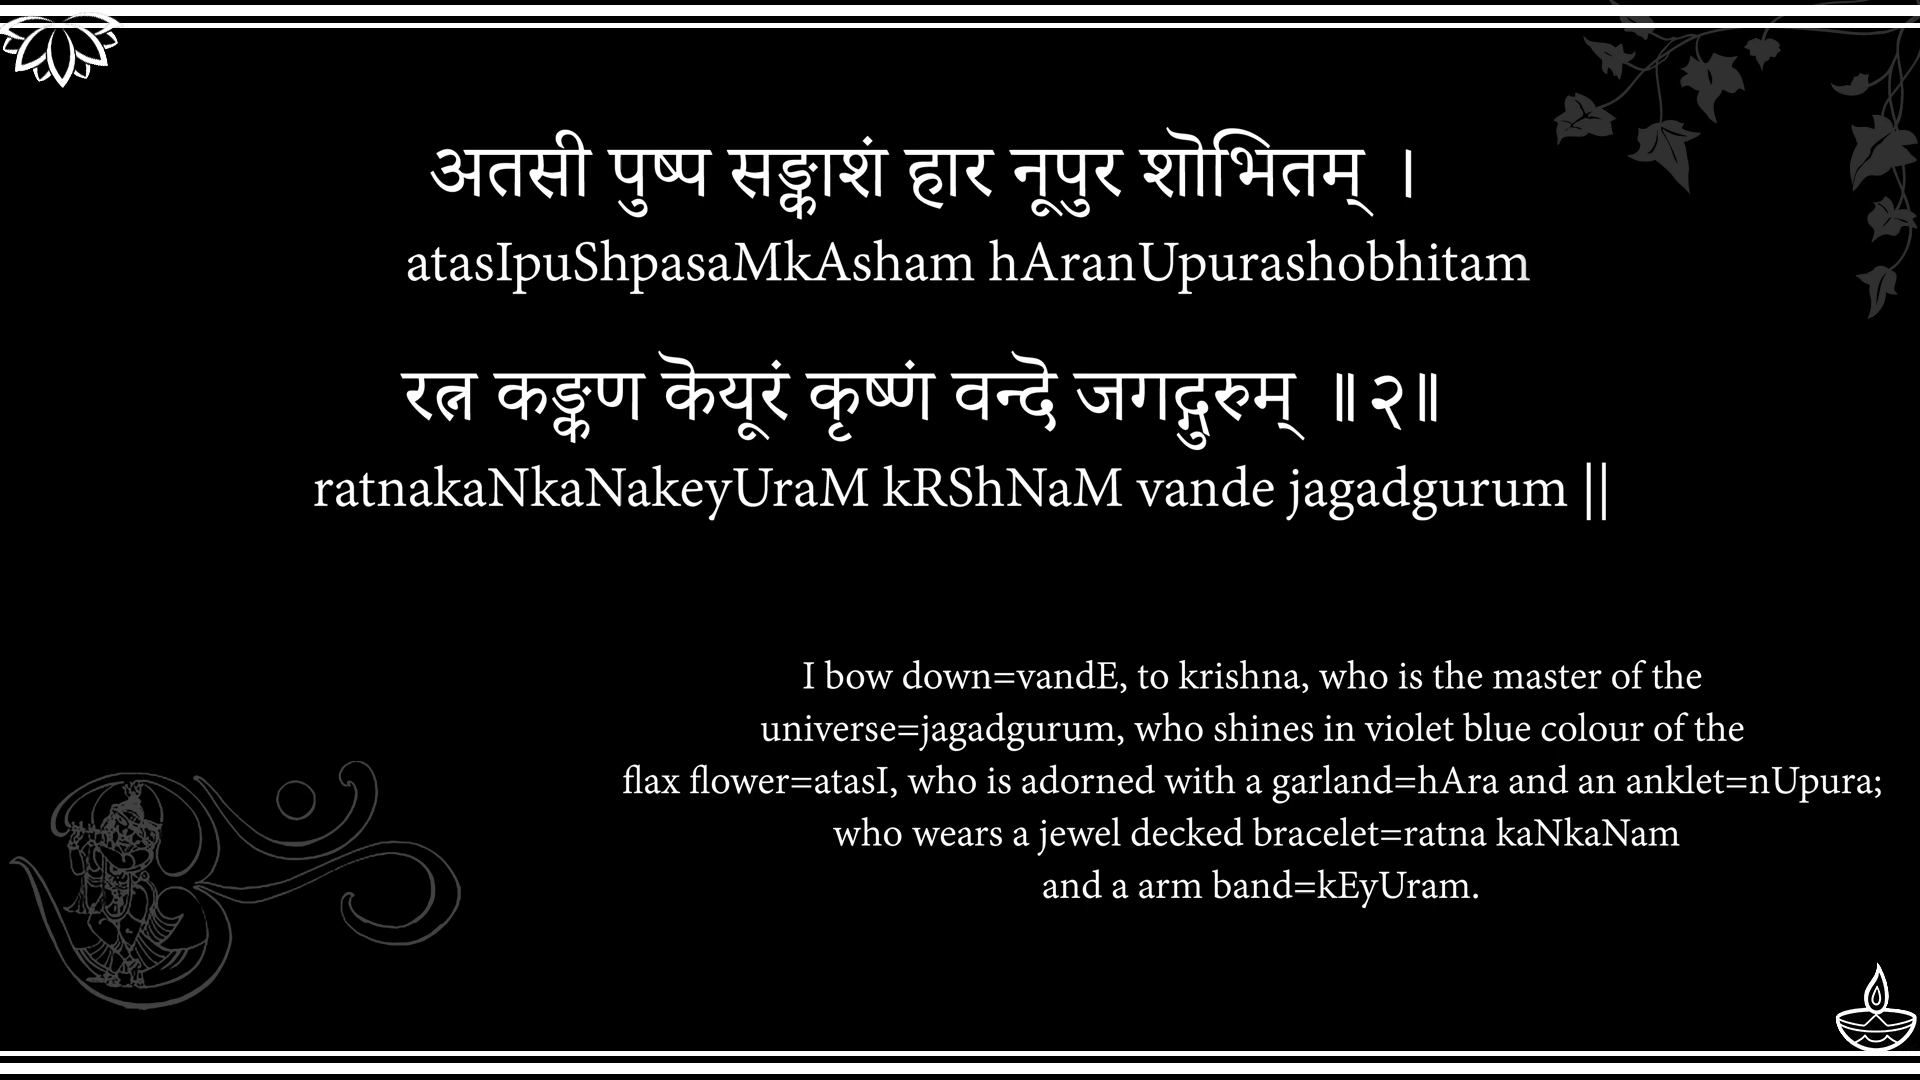 अतसी पुष्प सङ्काशं हार नूपुर शॊभितम् ।
atasIpuShpasaMkAsham hAranUpurashobhitam
रत्न कङ्कण कॆयूरं कृष्णं वन्दॆ जगद्गुरुम् ॥२॥
ratnakaNkaNakeyUraM kRShNaM vande jagadgurum ||
I bow down=vandE, to krishna, who is the master of the
universe=jagadgurum, who shines in violet blue colour of the
flax flower=atasI, who is adorned with a garland=hAra and an anklet=nUpura;
who wears a jewel decked bracelet=ratna kaNkaNam
and a arm band=kEyUram.